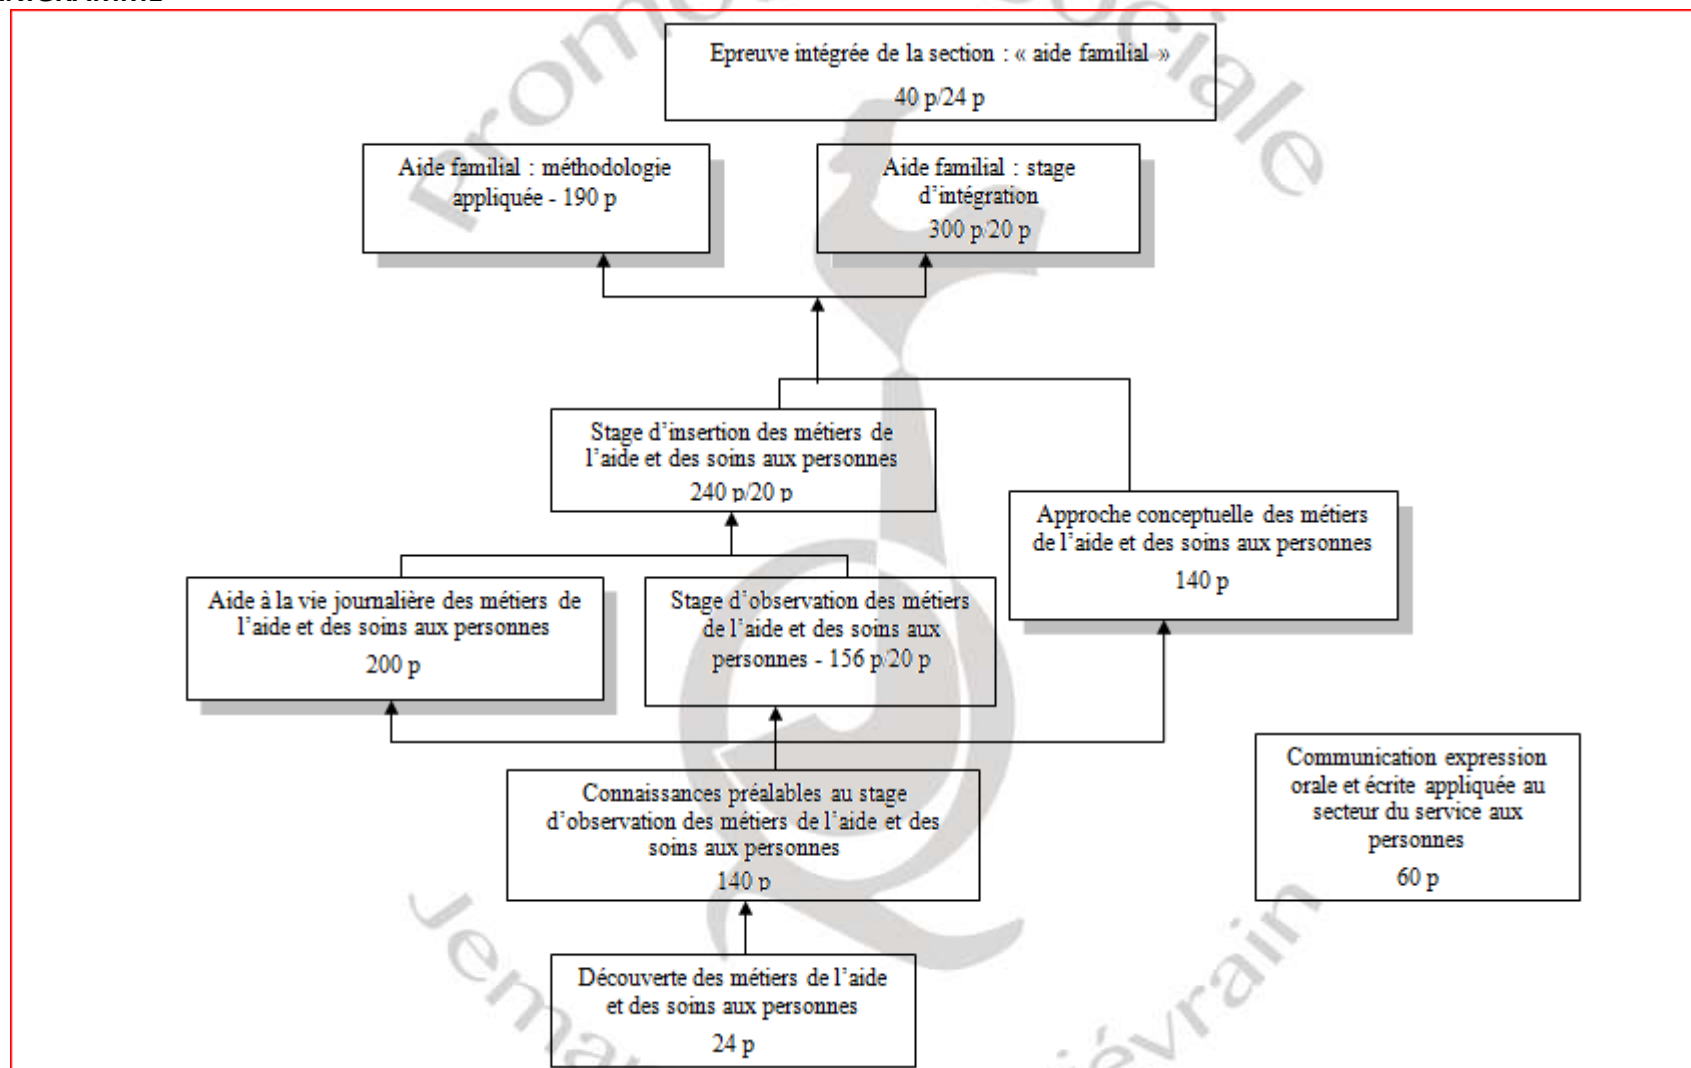 Epreuve intégrée de la section : « aide familial »
40 p/24 p
Aide familial : méthodologie
appliquée - 190 p
Aide familial : stage
d’intégration
300 p/20 p
Stage d’insertion des métiers de
l’aide et des soins aux personnes
240 p/20 p
Approche conceptuelle des métiers
de l’aide et des soins aux personnes
140 p
Aide à la vie journalière des métiers de
l’aide et des soins aux personnes
200 p
Stage d’observation des métiers
de l’aide et des soins aux
personnes - 156 p/20 p
Communication expression
orale et écrite appliquée au
secteur du service aux
personnes
60 p
Connaissances préalables au stage
d’observation des métiers de l’aide et des
soins aux personnes
140 p
Découverte des métiers de l’aide
et des soins aux personnes
24 p